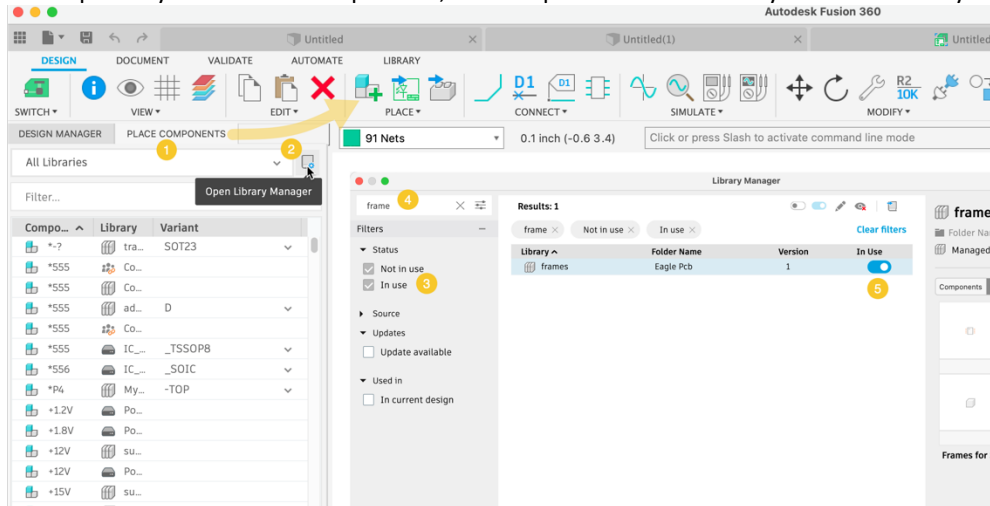 Autodesk Fusion 360
Untitled
Untitled(1)
Untitled
DESIGN DOCUMENT VALIDATE AUTOMATE LIBRARY
D1 D1 R2
10K
SWITCH VIEW EDIT PLACE CONNECT SIMULATE MODIFY
DESIGN MANAGER PLACE COMPONENTS
1
2
91 Nets
0.1 inch (-0.6 3.4)
Click or press Slash to activate command line mode
All Libraries
Open Library Manager
Filter...
Compo... Library Variant
*-? tra... SOT23
*555 Co...
*555 Co...
*555 ad... D
*555 Co...
*555 IC_... _TSSOP8
*556 IC_... _SOIC
*P4 My... -TOP
+1.2V Po...
+1.8V Po...
+12V su...
+12V Po...
+15V su...
Library Manager
frame 4
Filters
Status
Not in use
In use 3
Source
Updates
Update available
Used in
In current design
Results: 1
frame Not in use In use Clear filters
Library Folder Name Version In Use
frames Eagle Pcb 1
5
frame
Folder Na
Managed
Components
Frames for